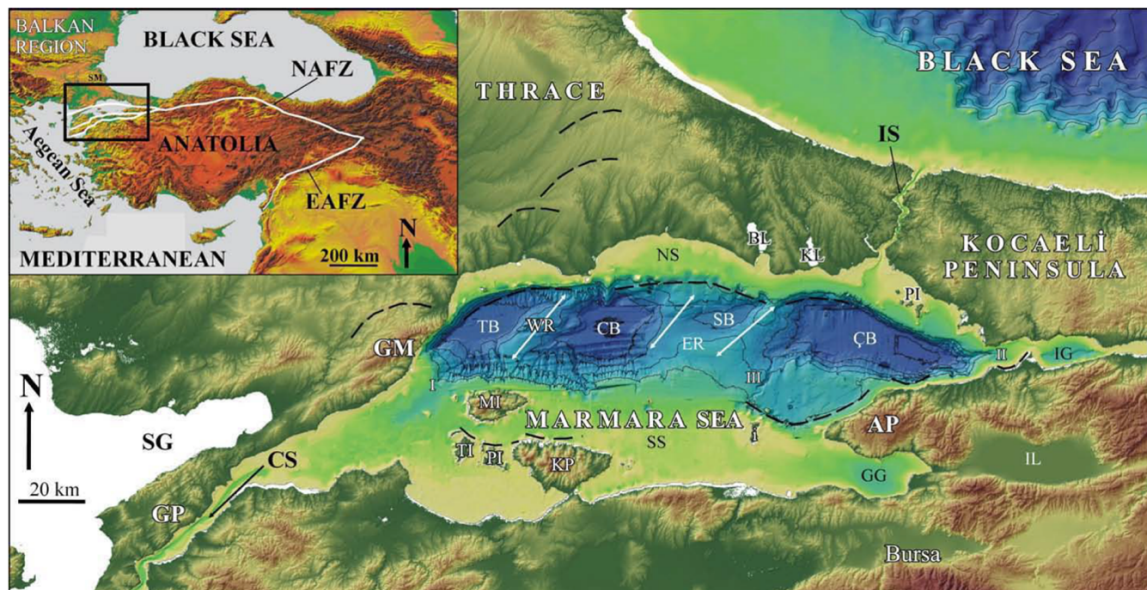 BALKAN
REGION
BLACK SEA
SM
NAFZ
ANATOLIA
Aegean Sea
EAFZ
N
MEDITERRANEAN
200 km
THRACE
BLACK SEA
IS
BL
KL
NS
KOCAELİ
PENINSULA
PI
TB
WR
CB
SB
ER
ÇB
GM
I
II
IG
III
MI
MARMARA SEA
AP
N
SG
TI
PI
KP
SS
i
IL
CS
GG
20 km
GP
Bursa